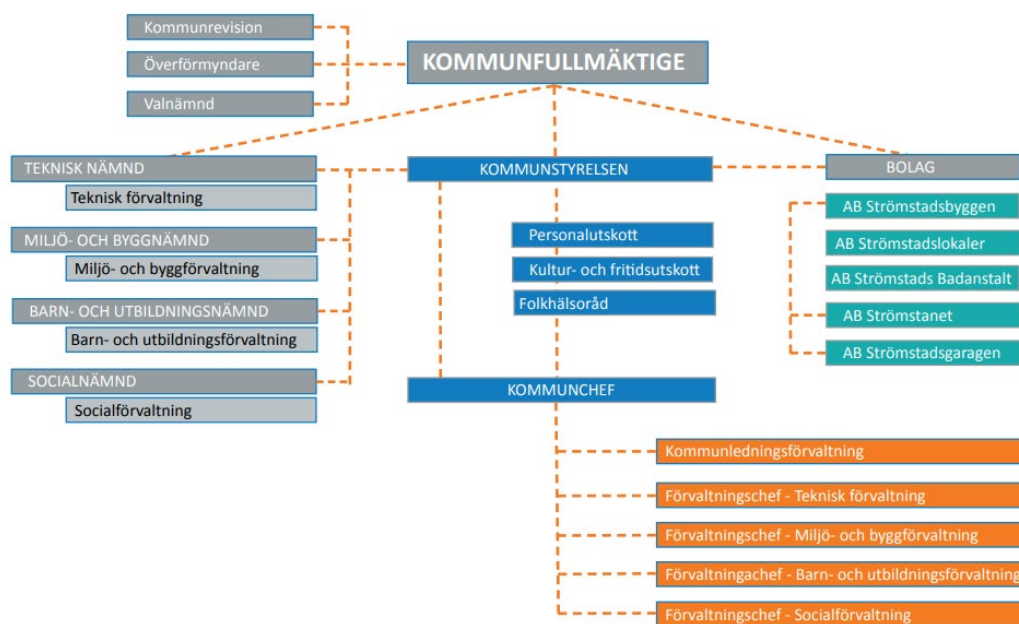 Kommunrevision
Överförmyndare
Valnämnd
KOMMUNFULLMÄKTIGE
TEKNISK NÄMND
Teknisk förvaltning
MILJÖ- OCH BYGGNÄMND
Miljö- och byggförvaltning
BARN- OCH UTBILDNINGSNÄMND
Barn- och utbildningsförvaltning
SOCIALNÄMND
Socialförvaltning
KOMMUNSTYRELSEN
Personalutskott
Kultur- och fritidsutskott
Folkhälsoråd
KOMMUNCHEF
BOLAG
AB Strömstadsbyggen
AB Strömstadslokaler
AB Strömstads Badanstalt
AB Strömstanet
AB Strömstadsgaragen
Kommunledningsförvaltning
Förvaltningschef - Teknisk förvaltning
Förvaltningschef - Miljö- och byggförvaltning
Förvaltningachef - Barn- och utbildningsförvaltning
Förvaltningschef - Socialförvaltning